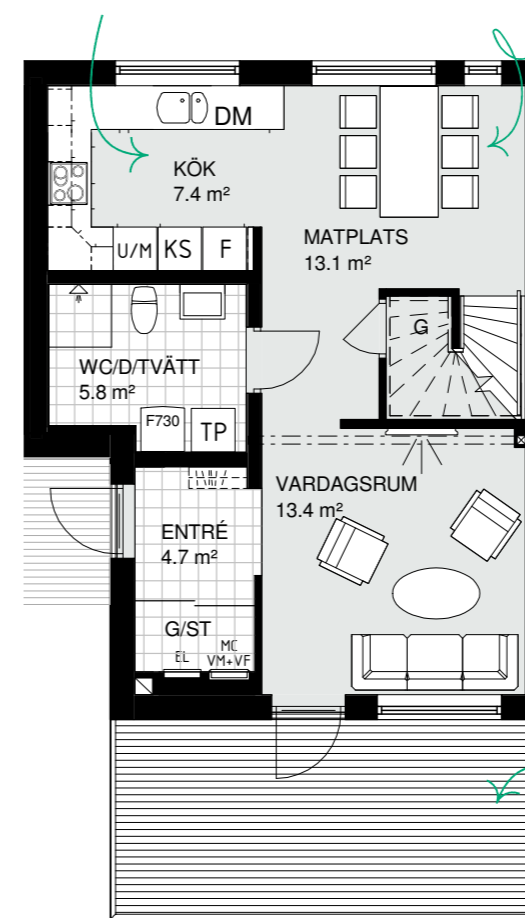 DM
KÖK
7.4 m²
U/M KS F
MATPLATS
13.1 m²
G
WC/D/TVÄTT
5.8 m²
F730
TP
VARDAGSRUM
13.4 m²
ENTRÉ
4.7 m²
G/ST
EL
MC
VM+VF